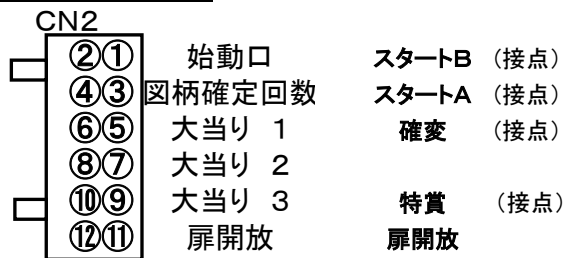 CN2
②① 始動口 スタートB (接点)
④③ 図柄確定回数 スタートA (接点)
⑥⑤ 大当り 1 確変 (接点)
⑧⑦ 大当り 2
⑩⑨ 大当り 3 特賞 (接点)
⑫⑪ 扉開放 扉開放